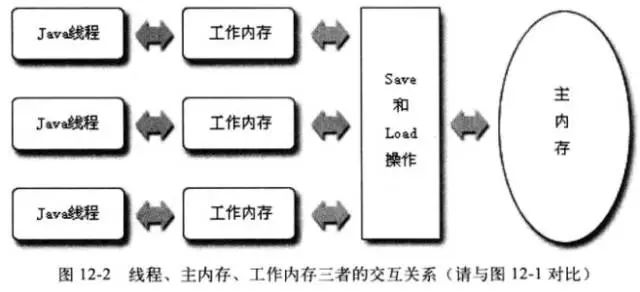 Java线程 工作内存
Java线程 工作内存
Java线程 工作内存
Save
和
Load
操作
主
内
存
图 12-2 线程、主内存、工作内存三者的交互关系（请与图 12-1 对比）